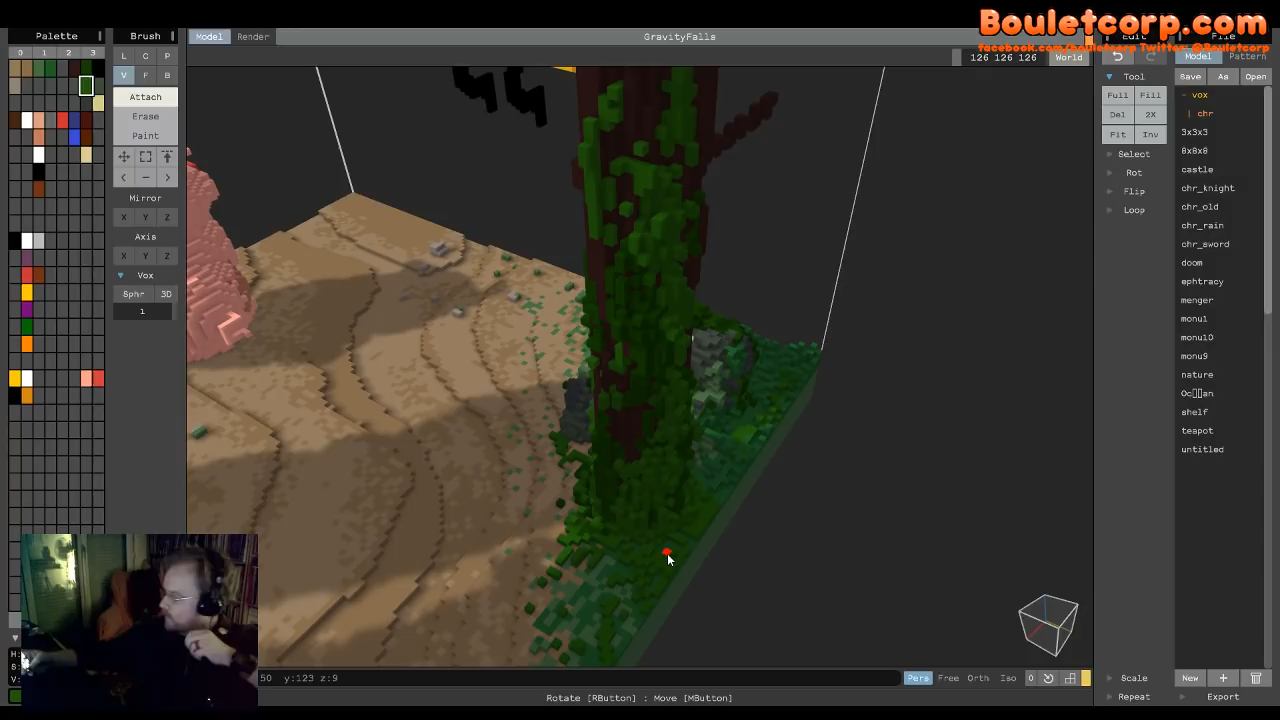 Bouletcorp.com
facebook.com/bouletcorp Twitter: @Bouletcorp
Palette
Brush
Model
Render
GravityFalls
Edit
File
0 1 2 3
L C P
V F B
126 126 126
World
Model
Pattern
Attach
Erase
Paint
< − >
Mirror
X Y Z
Axis
X Y Z
Vox
Sphr
3D
1
Tool
Full
Fill
Del
2X
Fit
Inv
Select
Rot
Flip
Loop
Save
As
Open
- vox
| chr
3x3x3
8x8x8
castle
chr_knight
chr_old
chr_rain
chr_sword
doom
ephtracy
menger
monu1
monu10
monu9
nature
shelf
teapot
untitled
H:
S:
V:
50 y:123 z:9
Pers
Free
Orth
Iso
0
Rotate [RButton] : Move [MButton]
Scale
Repeat
New
+
Export